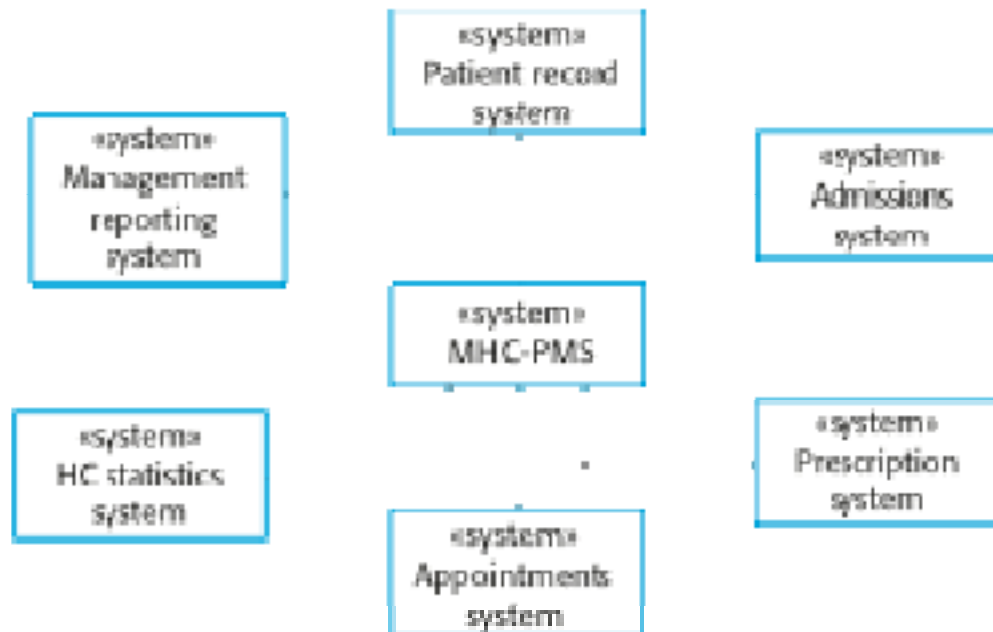 «system»
Patient record
system
«system»
Management
reporting
system
«system»
Admissions
system
«system»
MHC-PMS
«system»
HC statistics
system
«system»
Prescription
system
«system»
Appointments
system